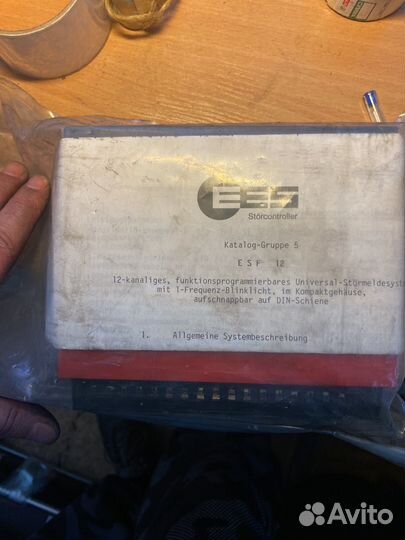 EES
Störcontroller
Katalog-Gruppe 5
ESF 12
12-kanaliges, funktionsprogrammierbares Universal-Störmeldesyst
mit 1-Frequenz-Blinklicht, im Kompaktgehäuse,
aufschnappbar auf DIN-Schiene
1. Allgemeine Systembeschreibung
Avito